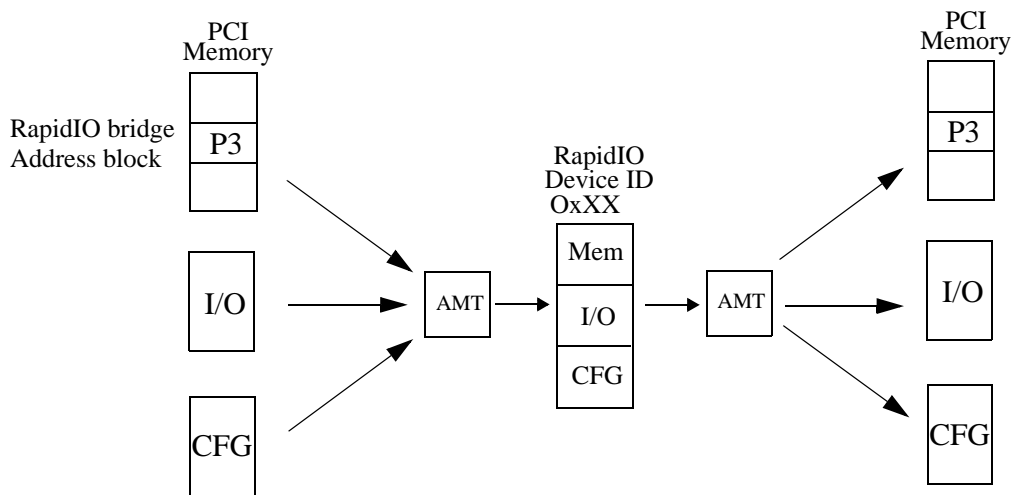 PCI
Memory
RapidIO bridge
Address block
P3
I/O
CFG
AMT
RapidIO
Device ID
OxXX
Mem
I/O
CFG
AMT
PCI
Memory
P3
I/O
CFG